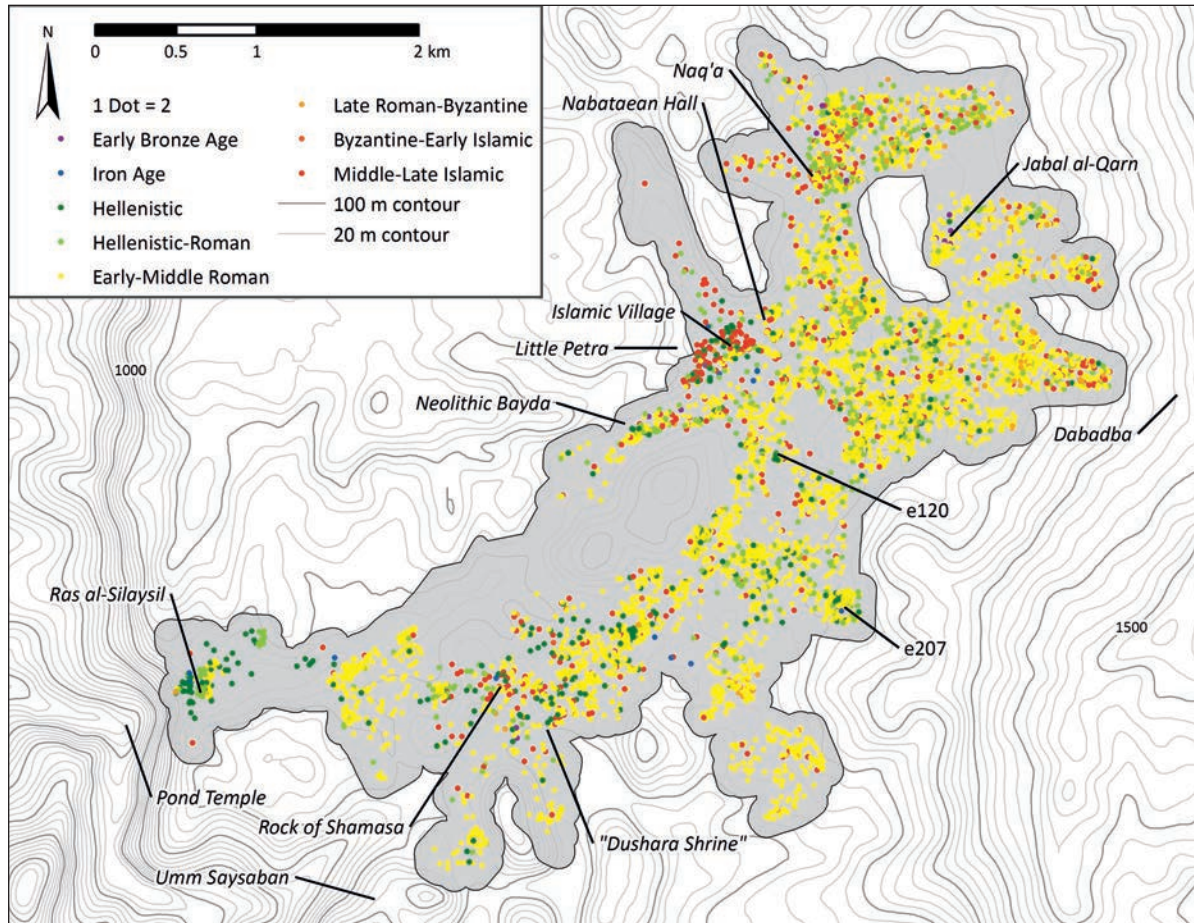 N
0 0.5 1 2 km
1 Dot = 2
Early Bronze Age
Iron Age
Hellenistic
Hellenistic-Roman
Early-Middle Roman
Late Roman-Byzantine
Byzantine-Early Islamic
Middle-Late Islamic
100 m contour
20 m contour
Naq'a
Nabataean Hall
Jabal al-Qarn
Islamic Village
Little Petra
1000
Neolithic Bayda
Dabadba
e120
Ras al-Silaysil
1500
e207
Pond Temple
Rock of Shamasa
"Dushara Shrine"
Umm Saysaban